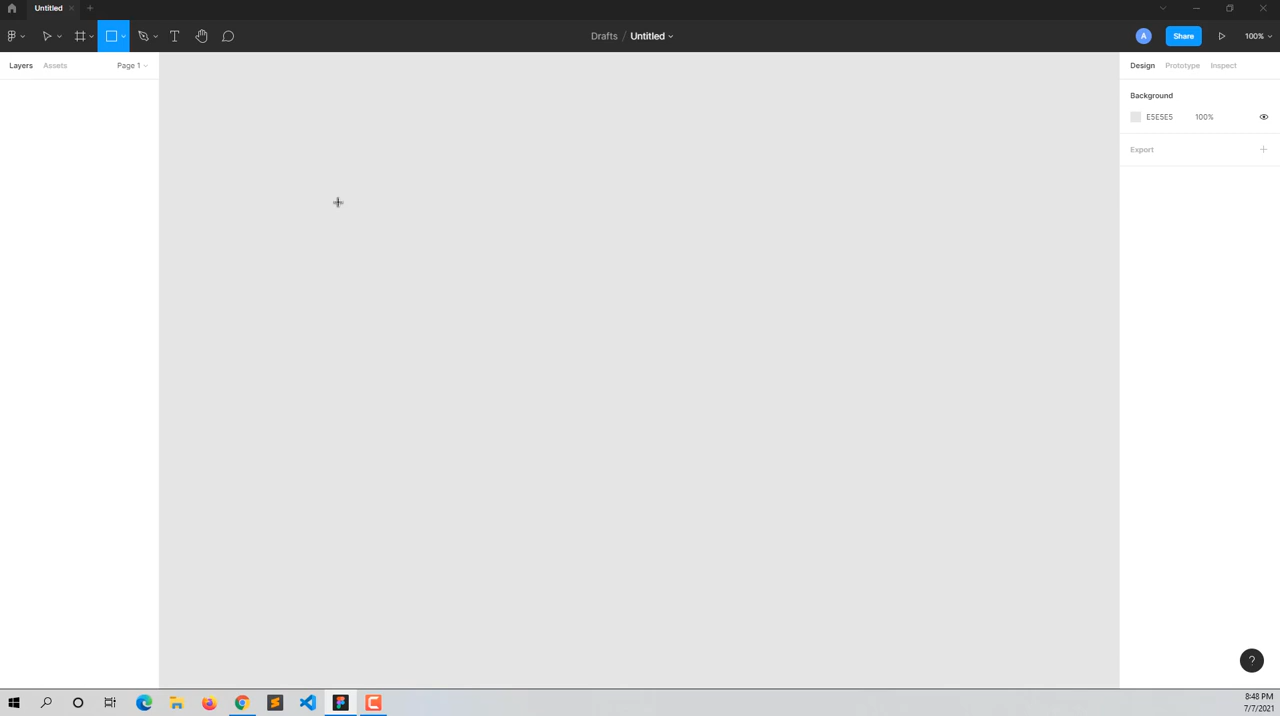 Untitled
Drafts / Untitled
A
Share
100%
Layers Assets Page 1
Design Prototype Inspect
Background
E5E5E5 100%
Export
?
8:48 PM
7/7/2021